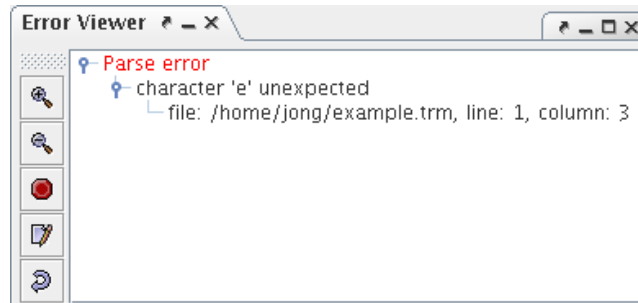 Error Viewer
Parse error
character 'e' unexpected
file: /home/jong/example.trm, line: 1, column: 3